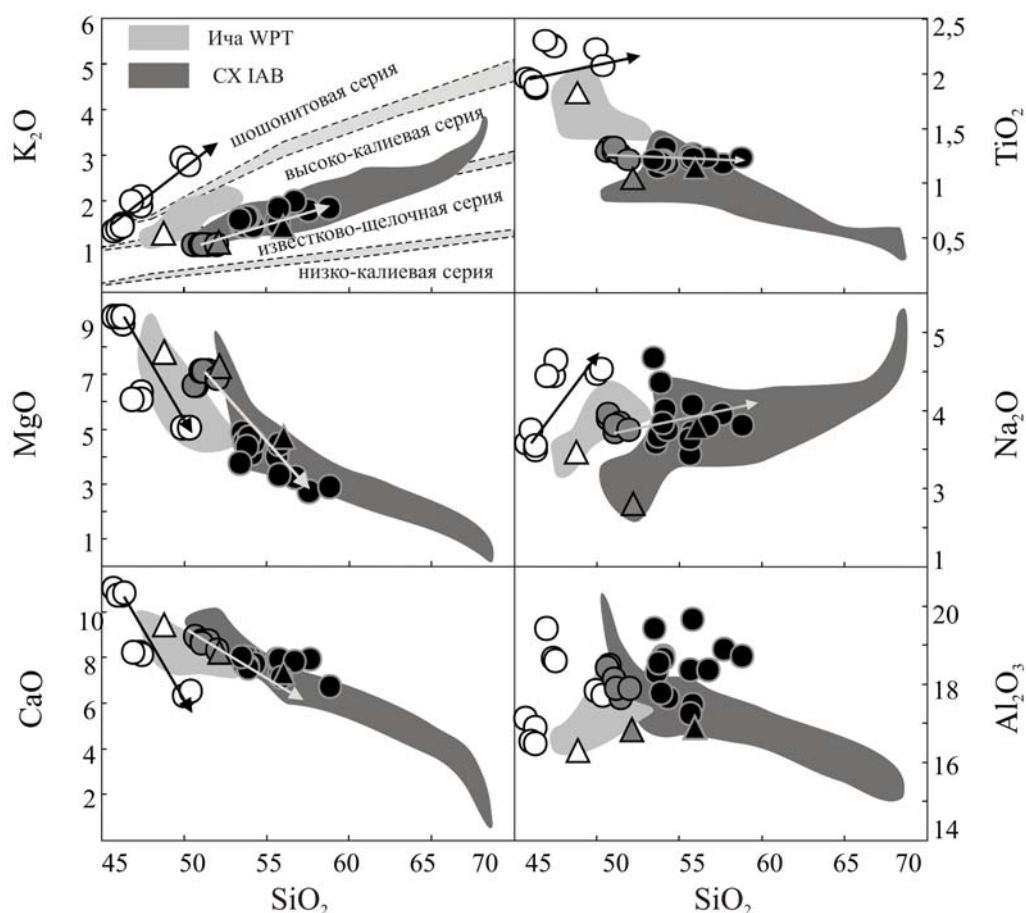 6
5
4
3
2
1
K₂O
Ича WPT
СХ IAB
шошонитовая серия
высоко-калиевая серия
известково-щелочная серия
низко-калиевая серия
2,5
2
1,5
1
0,5
TiO₂
9
7
5
3
1
MgO
5
4
3
1
Na₂O
10
8
6
4
2
CaO
20
18
16
14
Al₂O₃
45 50 55 60 65 70
SiO₂
45 50 55 60 65 70
SiO₂